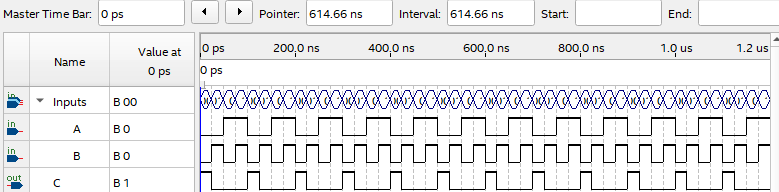 Master Time Bar: 0 ps Pointer: 614.66 ns Interval: 614.66 ns Start: End:
Name Value at 0 ps
0 ps 200.0 ns 400.0 ns 600.0 ns 800.0 ns 1.0 us 1.2 us
0 ps
in Inputs B 00
in A B 0
in B B 0
out C B 1